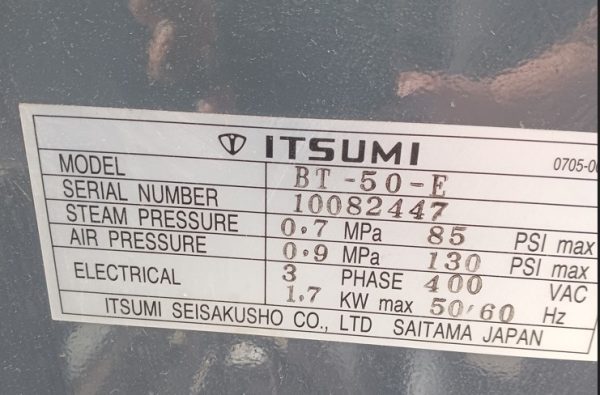 ITSUMI
MODEL BT-50-E
SERIAL NUMBER 10082447
STEAM PRESSURE 0.7 MPa 85 PSI max
AIR PRESSURE 0.9 MPa 130 PSI max
ELECTRICAL 3 PHASE 400 VAC
1.7 KW max 50/60 Hz
ITSUMI SEISAKUSHO CO., LTD SAITAMA JAPAN